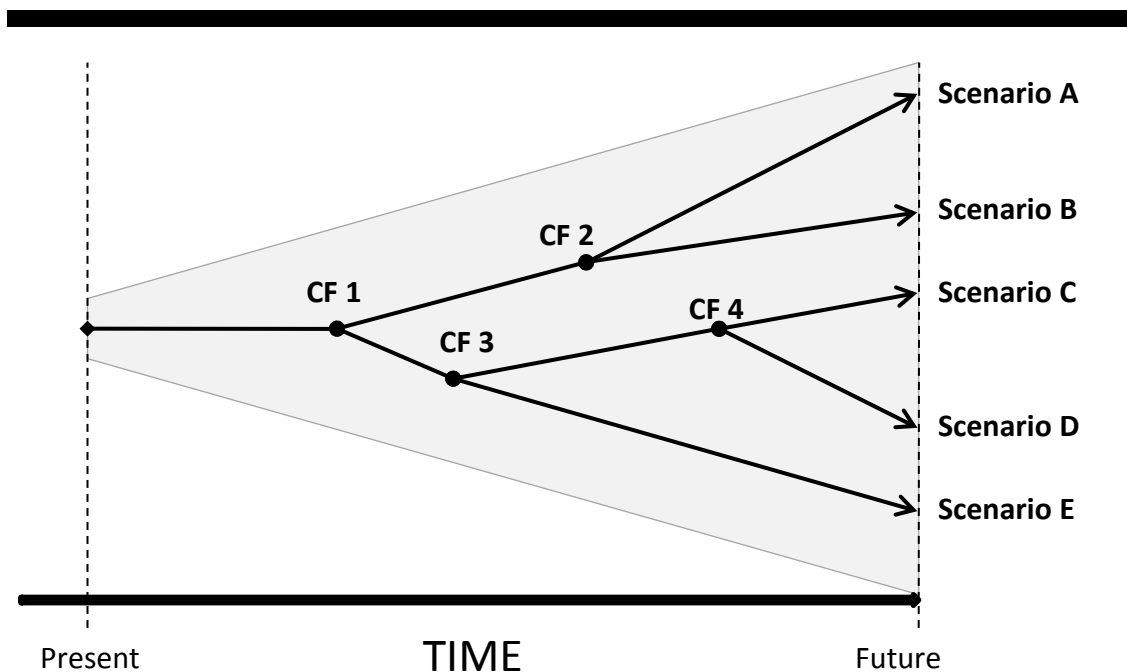 Scenario A
Scenario B
CF 2
Scenario C
CF 1
CF 4
CF 3
Scenario D
Scenario E
Present
TIME
Future